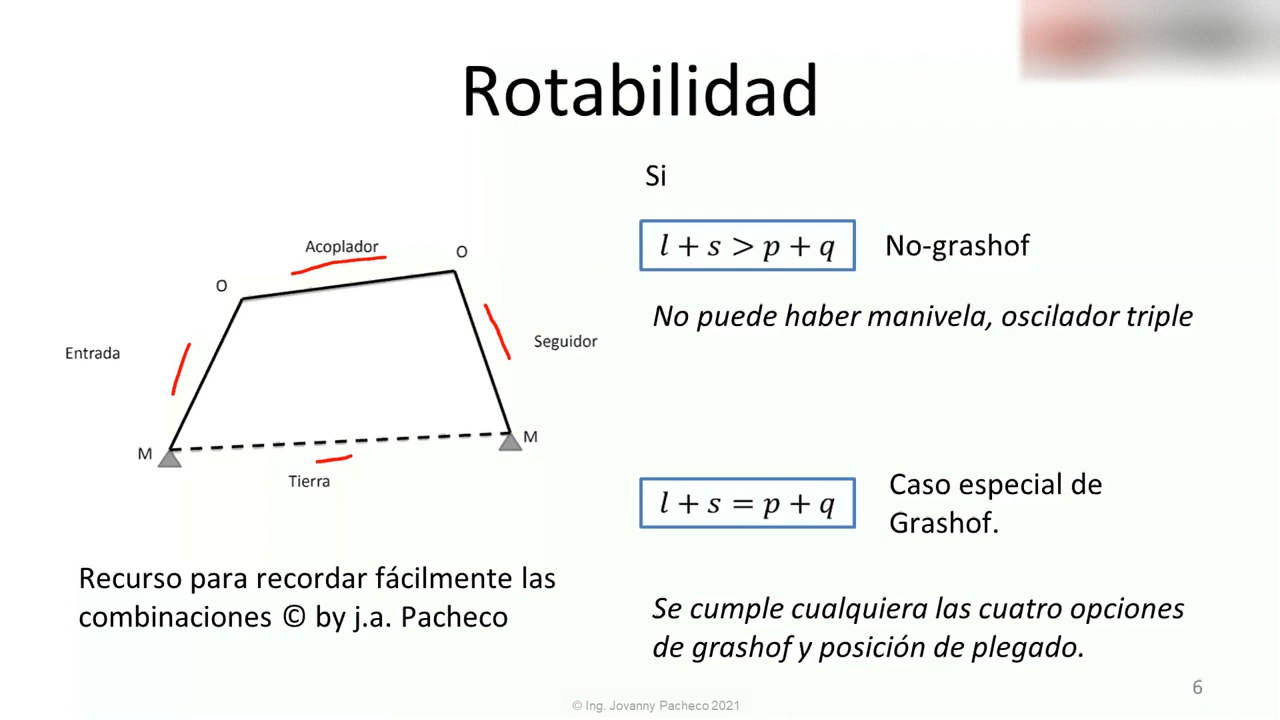 Rotabilidad
Acoplador
O
O
Entrada
Seguidor
M
M
Tierra
Recurso para recordar fácilmente las
combinaciones © by j.a. Pacheco
Si
l + s > p + q
No-grashof
No puede haber manivela, oscilador triple
l + s = p + q
Caso especial de
Grashof.
Se cumple cualquiera las cuatro opciones
de grashof y posición de plegado.
6
© Ing. Jovanny Pacheco 2021